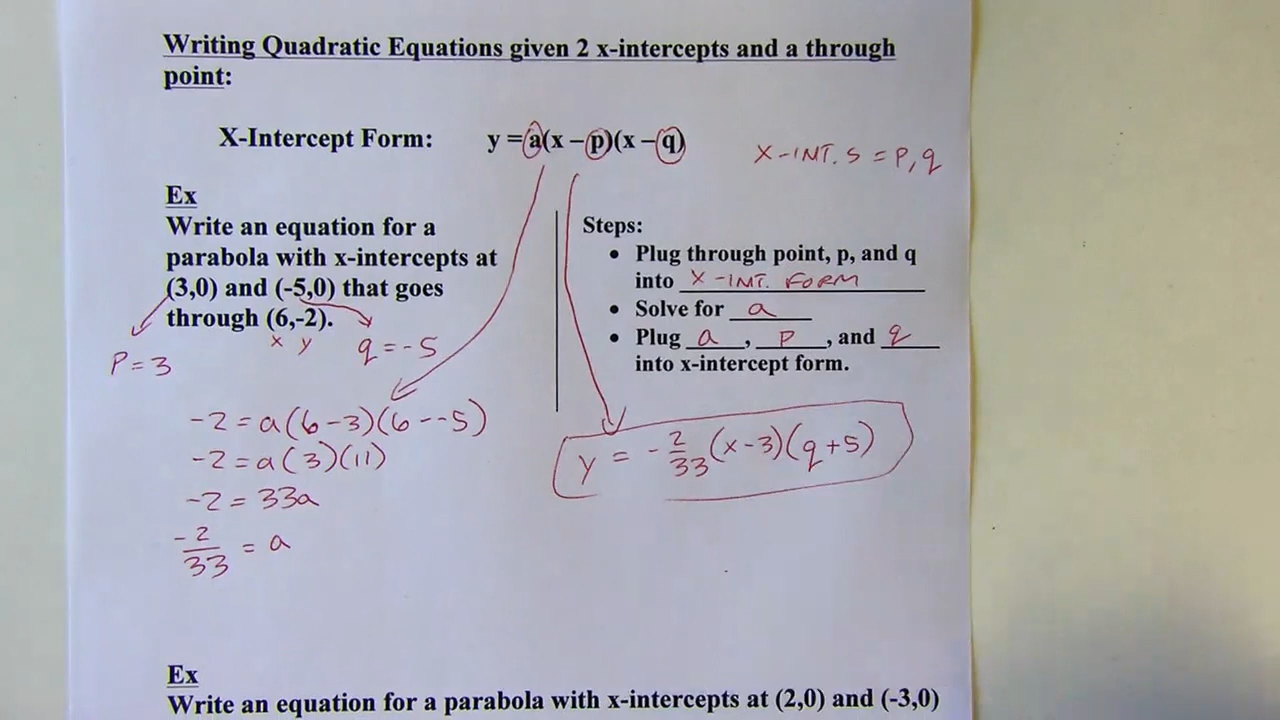 Writing Quadratic Equations given 2 x-intercepts and a through
point:
X-Intercept Form: y = a(x – p)(x – q)
X-INT.S = P, q
Ex
Write an equation for a
parabola with x-intercepts at
(3,0) and (-5,0) that goes
through (6,-2).
x y
P = 3
q = -5
-2 = a(6-3)(6--5)
-2 = a(3)(11)
-2 = 33a
-2/33 = a
Steps:
• Plug through point, p, and q
into X-INT. FORM
• Solve for a
• Plug a, P, and q
into x-intercept form.
y = -2/33(x-3)(q+5)
Ex
Write an equation for a parabola with x-intercepts at (2,0) and (-3,0)